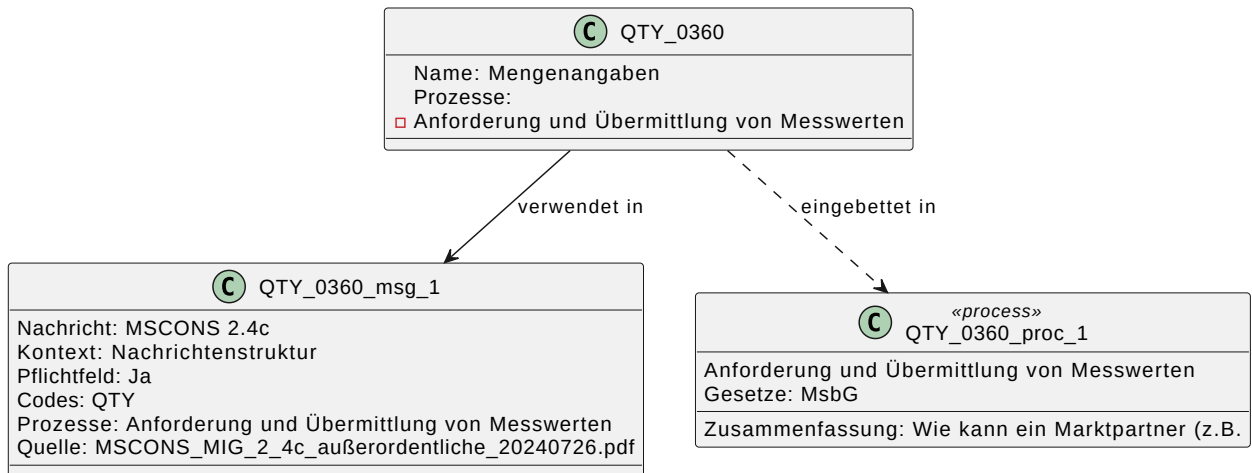 C QTY_0360
Name: Mengenangaben
Prozesse:
Anforderung und Übermittlung von Messwerten
verwendet in
eingebettet in
C QTY_0360_msg_1
Nachricht: MSCONS 2.4c
Kontext: Nachrichtenstruktur
Pflichtfeld: Ja
Codes: QTY
Prozesse: Anforderung und Übermittlung von Messwerten
Quelle: MSCONS_MIG_2_4c_außerordentliche_20240726.pdf
«process»
C QTY_0360_proc_1
Anforderung und Übermittlung von Messwerten
Gesetze: MsbG
Zusammenfassung: Wie kann ein Marktpartner (z.B.